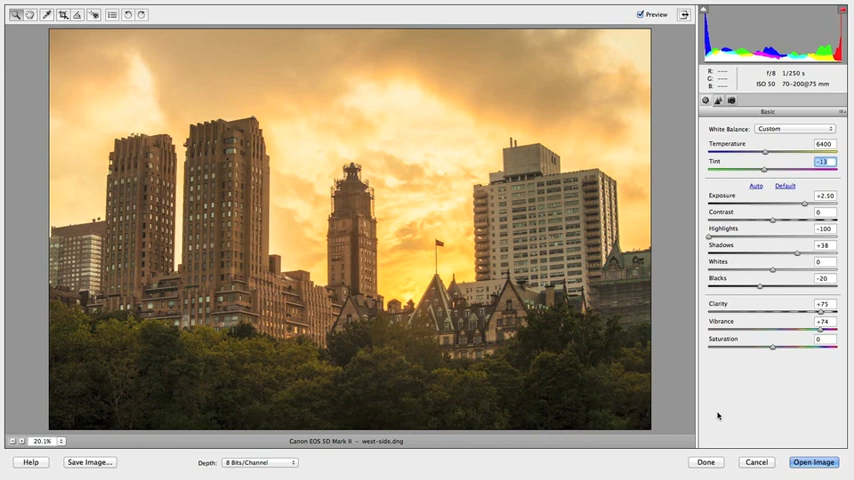 Preview
R: ---
G: ---
B: ---
f/8 1/250 s
ISO 50 70-200@75 mm
Basic
White Balance: Custom
Temperature 6400
Tint -13
Auto Default
Exposure +2.50
Contrast 0
Highlights -100
Shadows +38
Whites 0
Blacks -20
Clarity +75
Vibrance +74
Saturation 0
20.1%
Canon EOS 5D Mark II - west-side.dng
Help
Save Image...
Depth: 8 Bits/Channel
Done
Cancel
Open Image